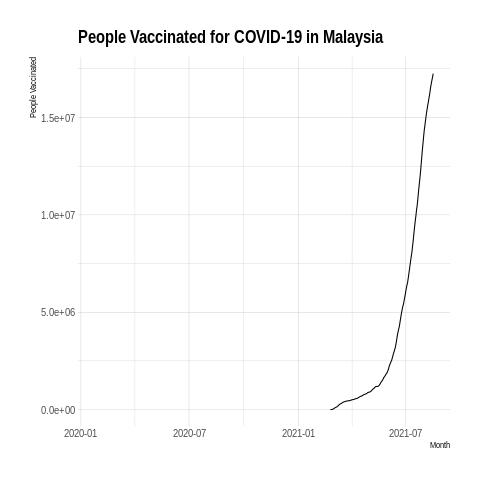 People Vaccinated for COVID-19 in Malaysia
People Vaccinated
1.5e+07
1.0e+07
5.0e+06
0.0e+00
2020-01 2020-07 2021-01 2021-07
Month